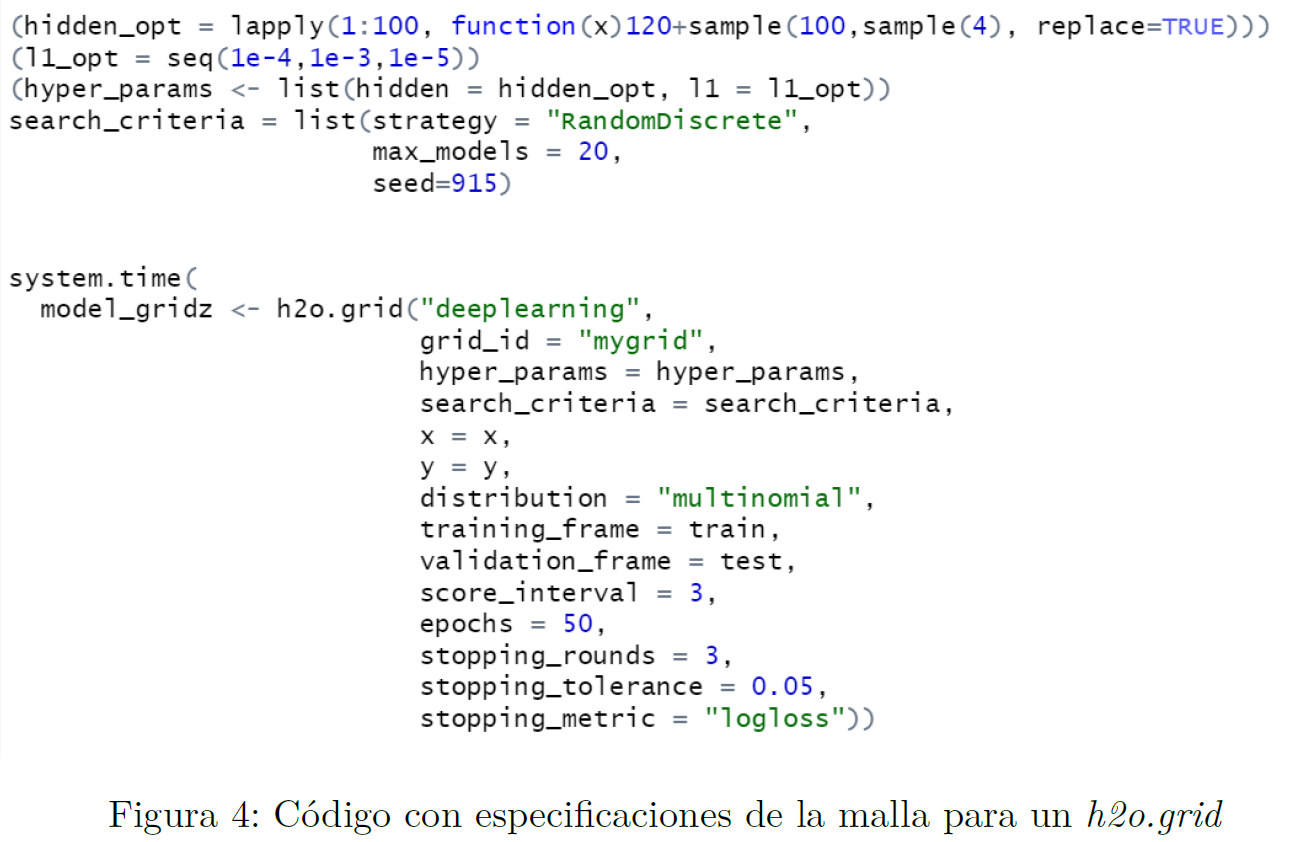 (hidden_opt = lapply(1:100, function(x)120+sample(100,sample(4), replace=TRUE)))
(l1_opt = seq(1e-4,1e-3,1e-5))
(hyper_params <- list(hidden = hidden_opt, l1 = l1_opt))
search_criteria = list(strategy = "RandomDiscrete",
max_models = 20,
seed=915)
system.time(
model_gridz <- h2o.grid("deeplearning",
grid_id = "mygrid",
hyper_params = hyper_params,
search_criteria = search_criteria,
x = x,
y = y,
distribution = "multinomial",
training_frame = train,
validation_frame = test,
score_interval = 3,
epochs = 50,
stopping_rounds = 3,
stopping_tolerance = 0.05,
stopping_metric = "logloss"))
Figura 4: Código con especificaciones de la malla para un h2o.grid